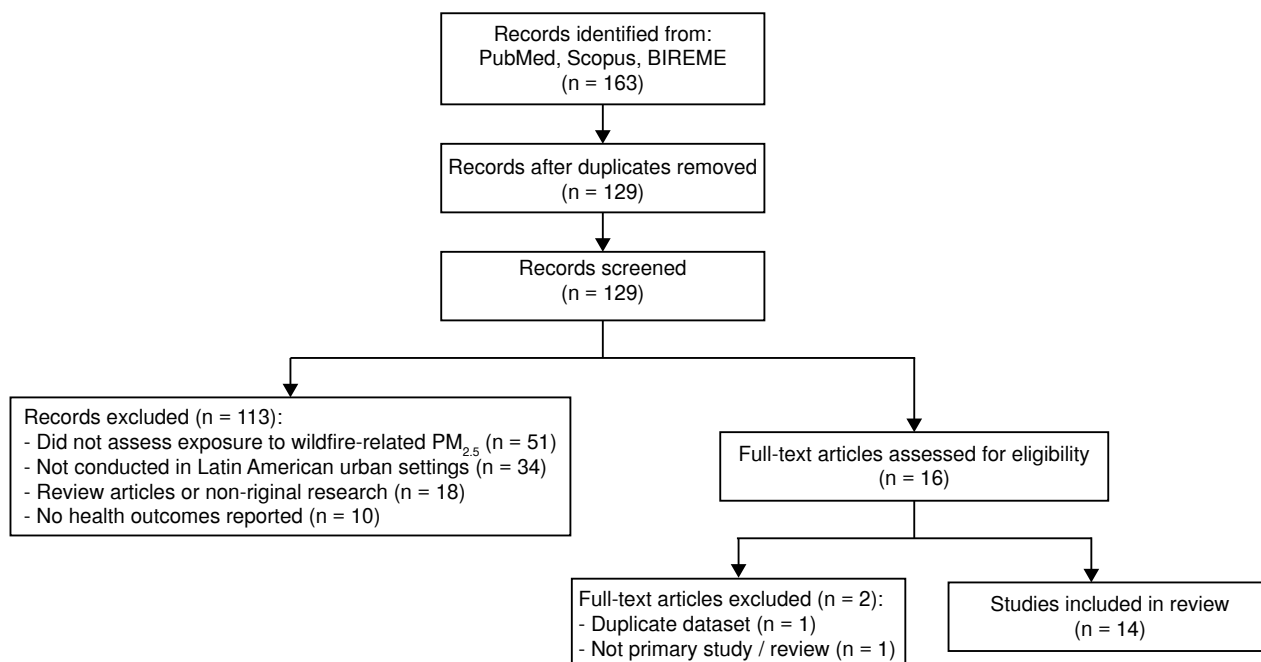 Records identified from:
PubMed, Scopus, BIREME
(n = 163)
Records after duplicates removed
(n = 129)
Records screened
(n = 129)
Records excluded (n = 113):
- Did not assess exposure to wildfire-related PM2.5 (n = 51)
- Not conducted in Latin American urban settings (n = 34)
- Review articles or non-riginal research (n = 18)
- No health outcomes reported (n = 10)
Full-text articles assessed for eligibility
(n = 16)
Full-text articles excluded (n = 2):
- Duplicate dataset (n = 1)
- Not primary study / review (n = 1)
Studies included in review
(n = 14)